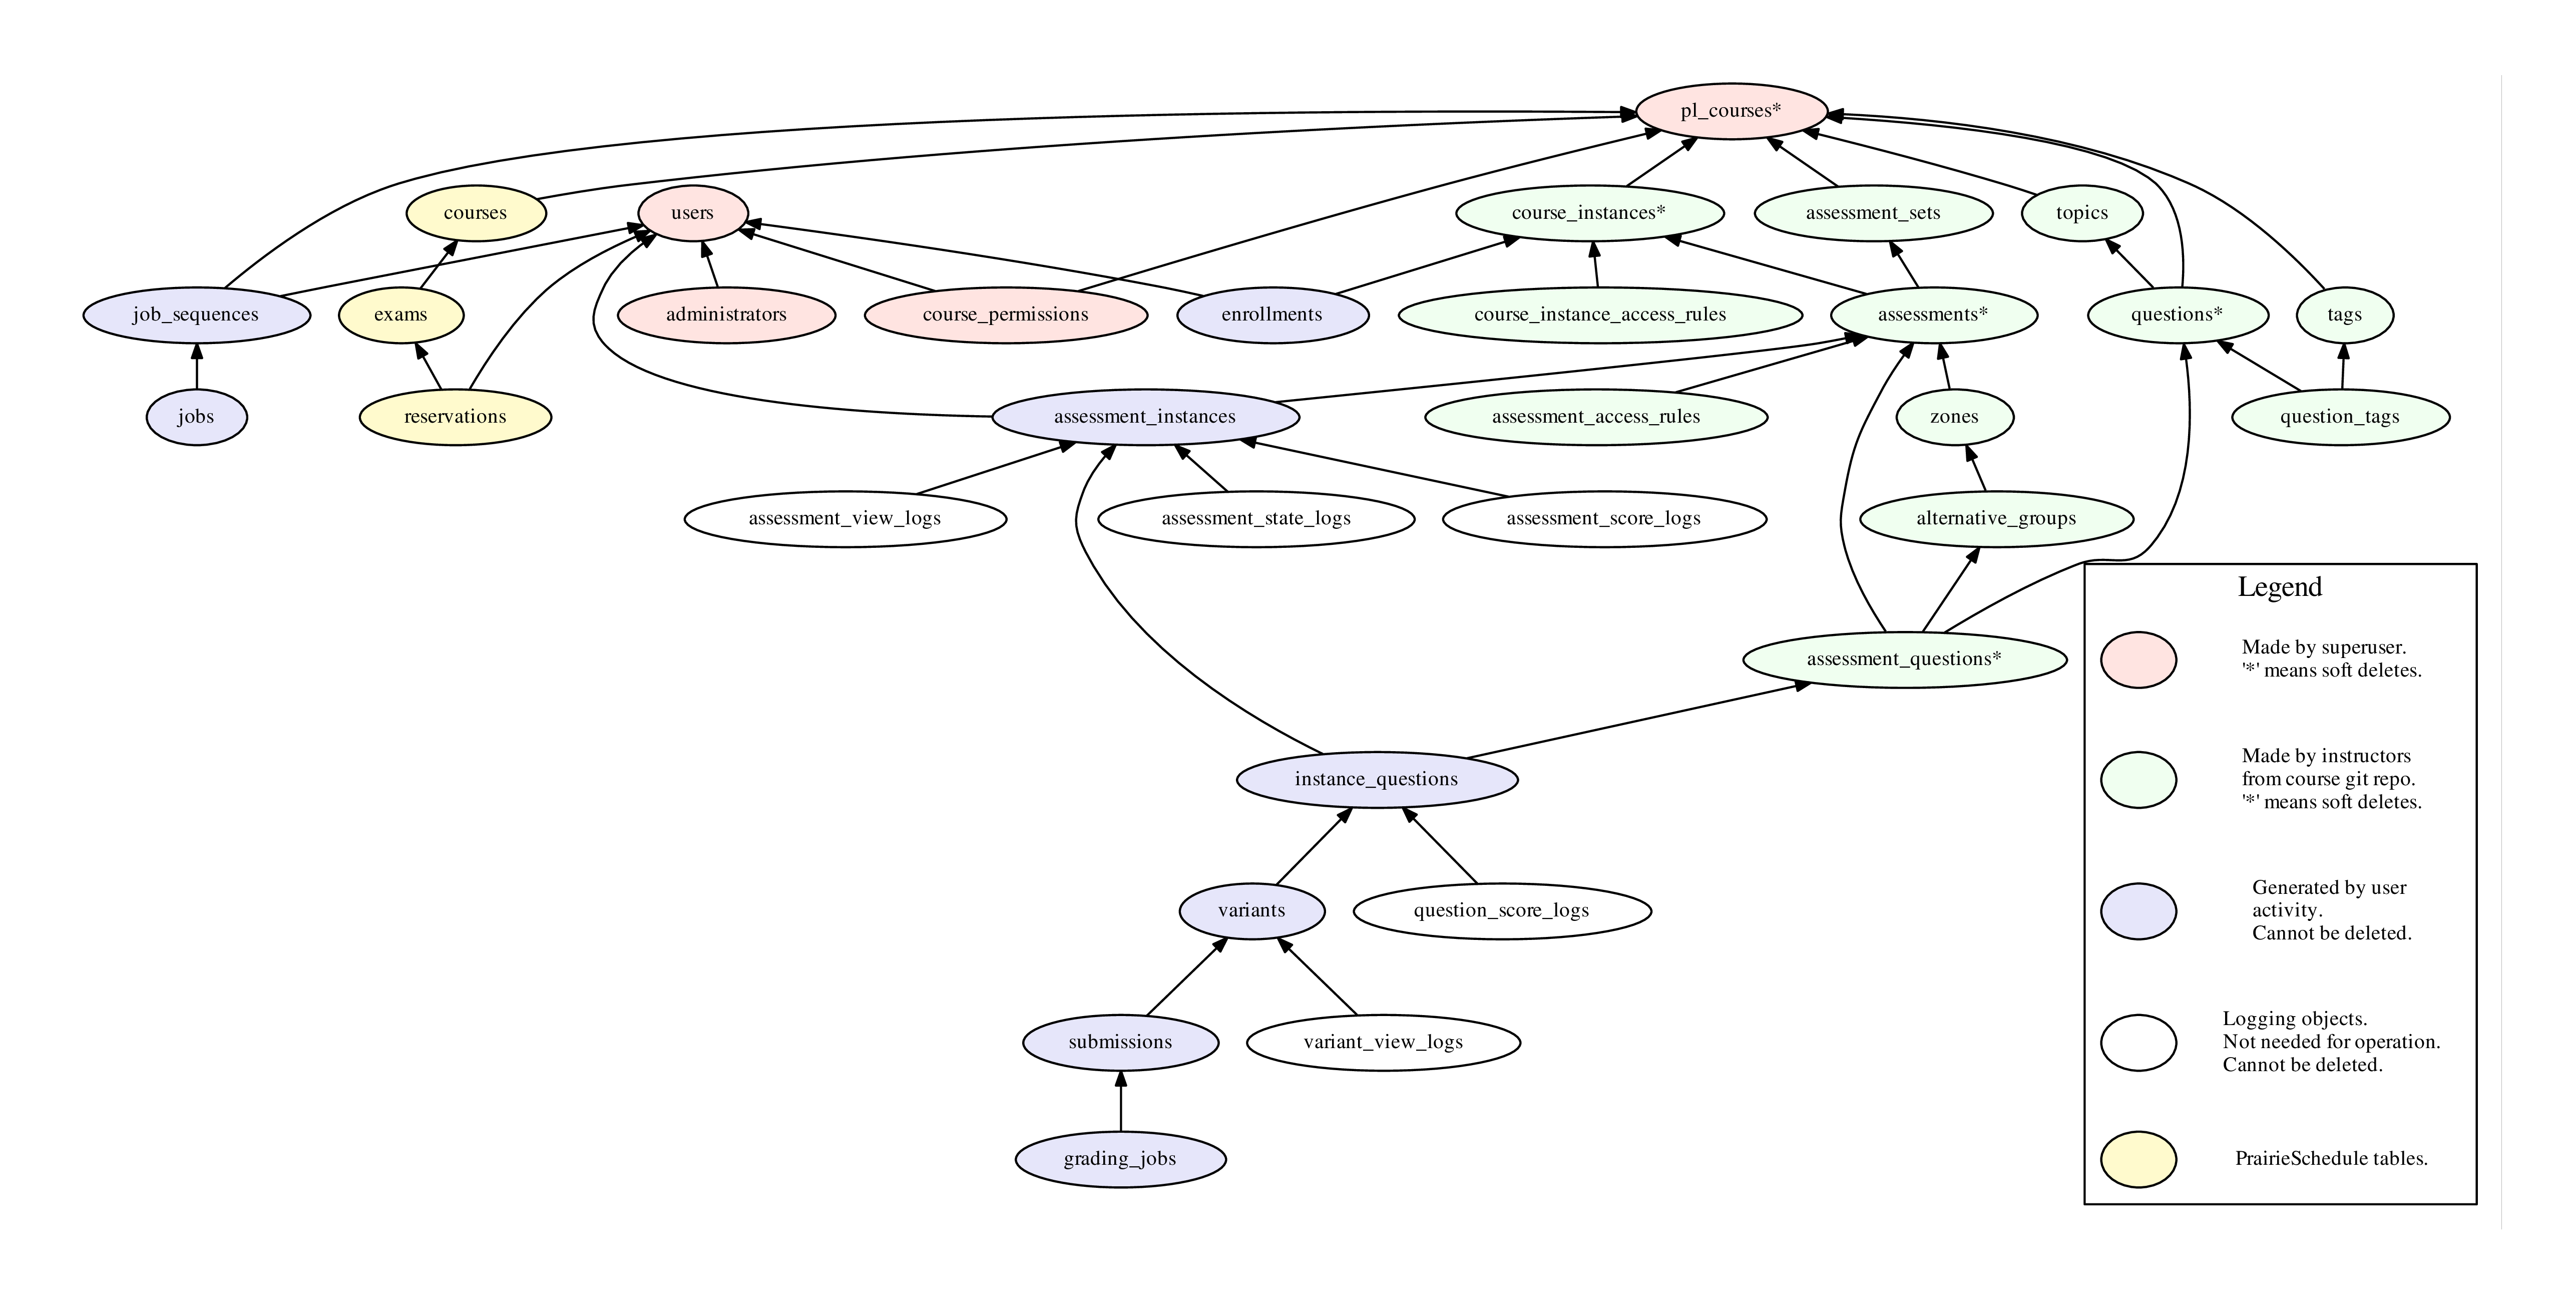 pl_courses*
courses
users
course_instances*
assessment_sets
topics
job_sequences
exams
administrators
course_permissions
enrollments
course_instance_access_rules
assessments*
questions*
tags
jobs
reservations
assessment_instances
assessment_access_rules
zones
question_tags
assessment_view_logs
assessment_state_logs
assessment_score_logs
alternative_groups
assessment_questions*
instance_questions
variants
question_score_logs
submissions
variant_view_logs
grading_jobs
Legend
Made by superuser.
'*' means soft deletes.
Made by instructors
from course git repo.
'*' means soft deletes.
Generated by user
activity.
Cannot be deleted.
Logging objects.
Not needed for operation.
Cannot be deleted.
PrairieSchedule tables.